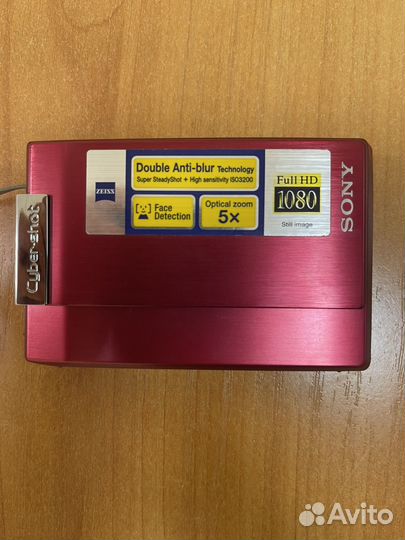 ZEISS
Double Anti-blur Technology
Super SteadyShot + High sensitivity ISO3200
Face
Detection
Optical zoom
5x
Full HD
1080
Still image
SONY
Cyber-shot
Avito